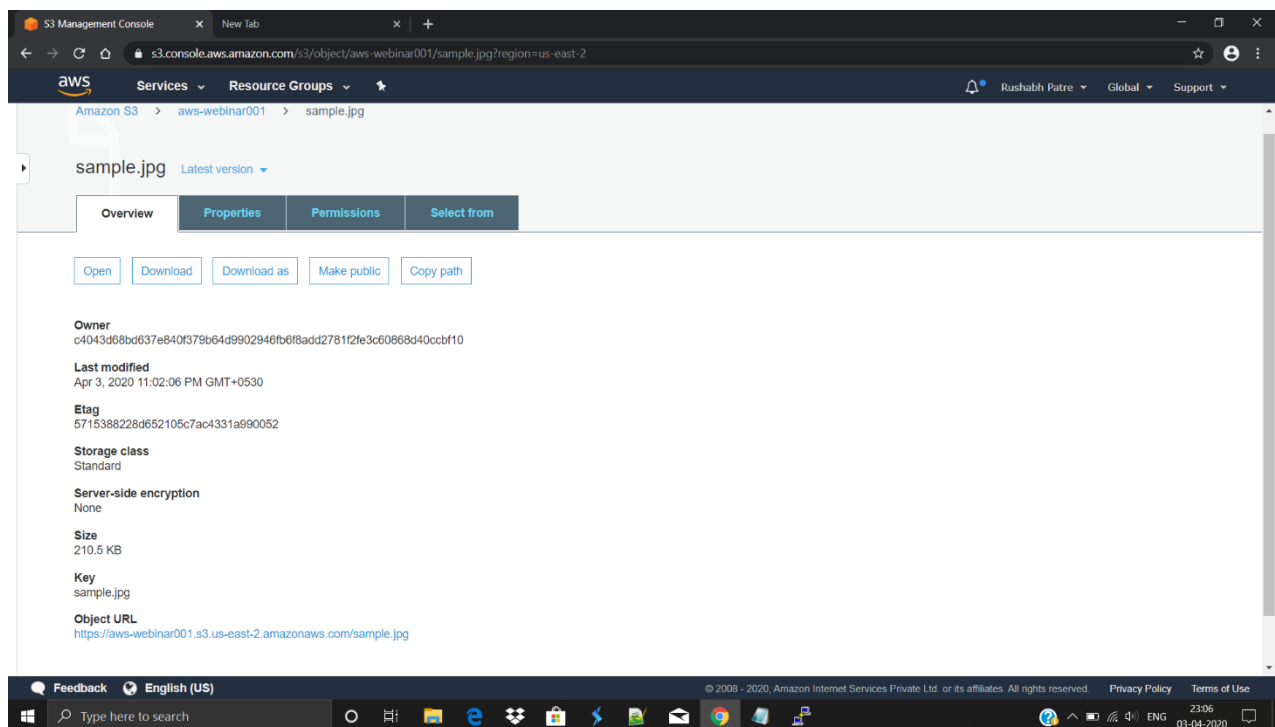 S3 Management Console
New Tab
s3.console.aws.amazon.com/s3/object/aws-webinar001/sample.jpg?region=us-east-2
aws Services Resource Groups Rushabh Patre Global Support
Amazon S3 > aws-webinar001 > sample.jpg
sample.jpg Latest version
Overview Properties Permissions Select from
Open Download Download as Make public Copy path
Owner
c4043d68bd637e840f379b64d9902946fb6f8add2781f2fe3c60868d40ccbf10
Last modified
Apr 3, 2020 11:02:06 PM GMT+0530
Etag
5715388228d652105c7ac4331a990052
Storage class
Standard
Server-side encryption
None
Size
210.5 KB
Key
sample.jpg
Object URL
https://aws-webinar001.s3.us-east-2.amazonaws.com/sample.jpg
Feedback English (US) © 2008 - 2020, Amazon Internet Services Private Ltd. or its affiliates. All rights reserved. Privacy Policy Terms of Use
Type here to search ENG 23:06
03-04-2020